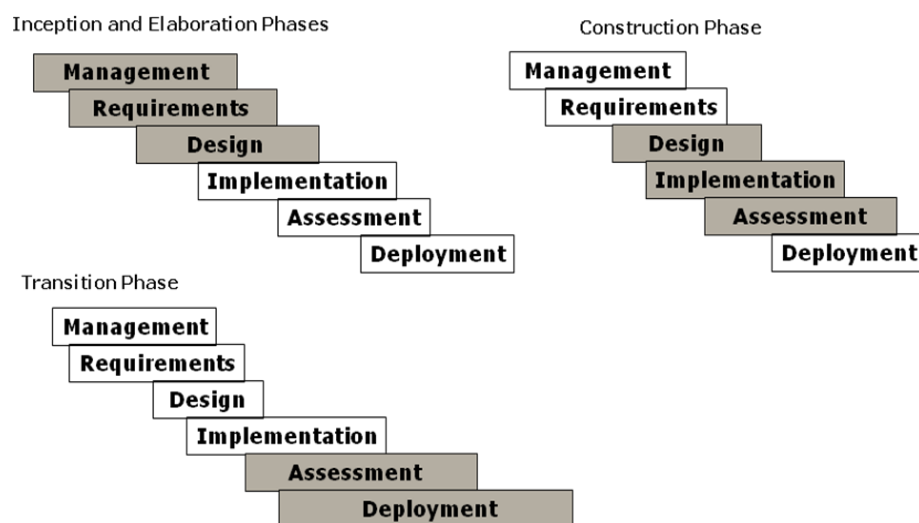 Inception and Elaboration Phases
Management
Requirements
Design
Implementation
Assessment
Deployment
Construction Phase
Management
Requirements
Design
Implementation
Assessment
Deployment
Transition Phase
Management
Requirements
Design
Implementation
Assessment
Deployment